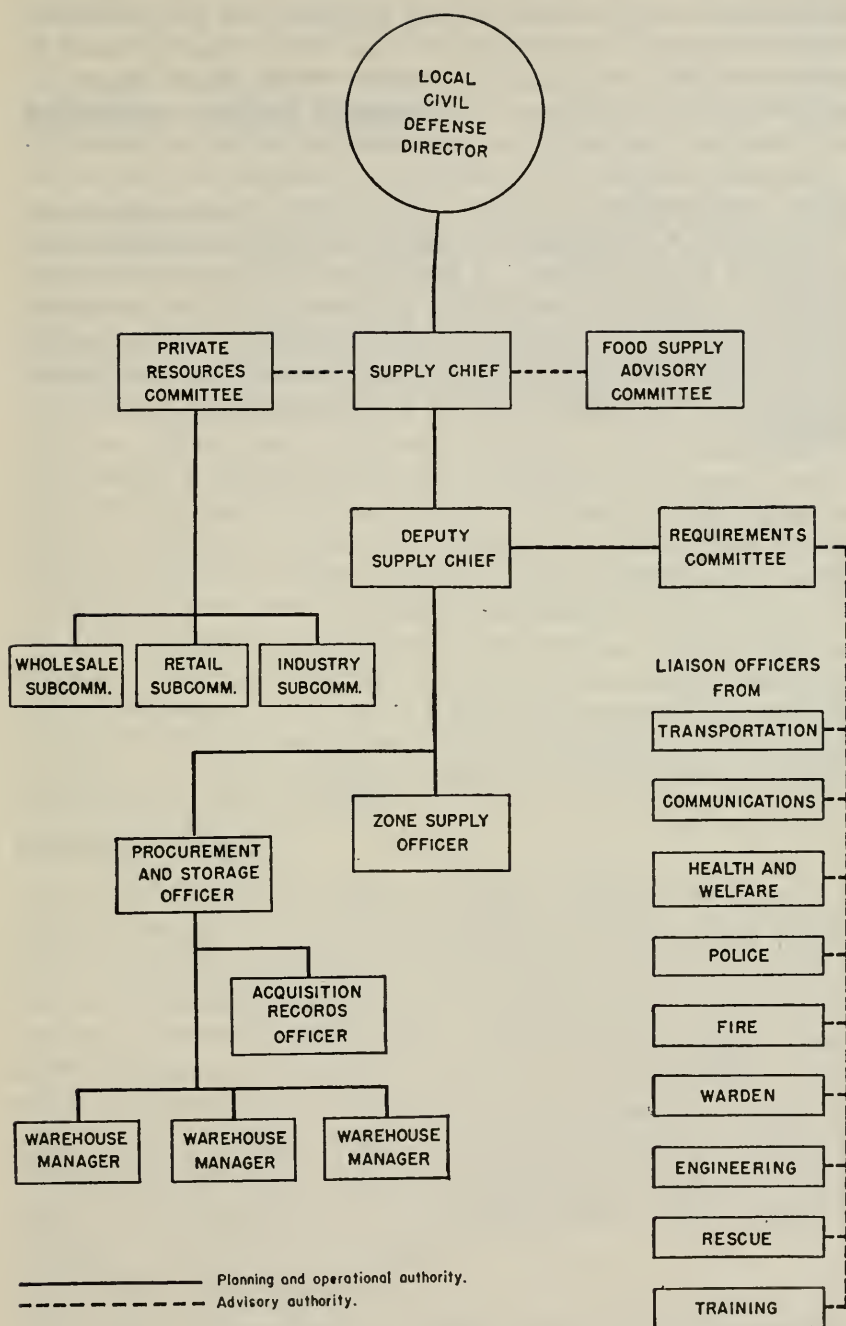 LOCAL
CIVIL
DEFENSE
DIRECTOR
PRIVATE
RESOURCES
COMMITTEE
SUPPLY CHIEF
FOOD SUPPLY
ADVISORY
COMMITTEE
DEPUTY
SUPPLY CHIEF
REQUIREMENTS
COMMITTEE
WHOLESALE
SUBCOMM.
RETAIL
SUBCOMM.
INDUSTRY
SUBCOMM.
LIAISON OFFICERS
FROM
TRANSPORTATION
COMMUNICATIONS
HEALTH AND
WELFARE
POLICE
FIRE
WARDEN
ENGINEERING
RESCUE
TRAINING
ZONE SUPPLY
OFFICER
PROCUREMENT
AND STORAGE
OFFICER
ACQUISITION
RECORDS
OFFICER
WAREHOUSE
MANAGER
WAREHOUSE
MANAGER
WAREHOUSE
MANAGER
Planning and operational authority.
Advisory authority.